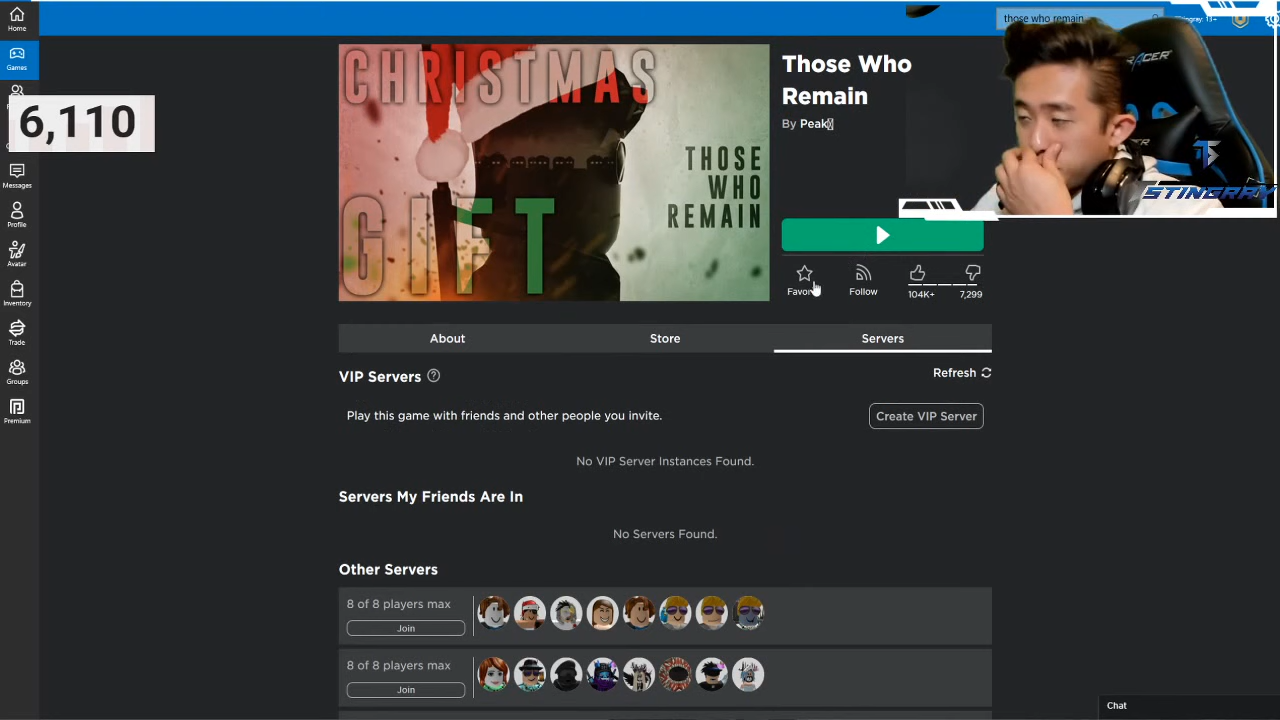 Home
those who remain
Games
6,110
Messages
Profile
Avatar
Inventory
Trade
Groups
Premium
CHRISTMAS
GIFT
THOSE
WHO
REMAIN
Those Who
Remain
By Peak
ACER
TS
STINGRAY
Favorite
Follow
104K+
7,299
About
Store
Servers
VIP Servers
Refresh
Play this game with friends and other people you invite.
Create VIP Server
No VIP Server Instances Found.
Servers My Friends Are In
No Servers Found.
Other Servers
8 of 8 players max
Join
8 of 8 players max
Join
Chat